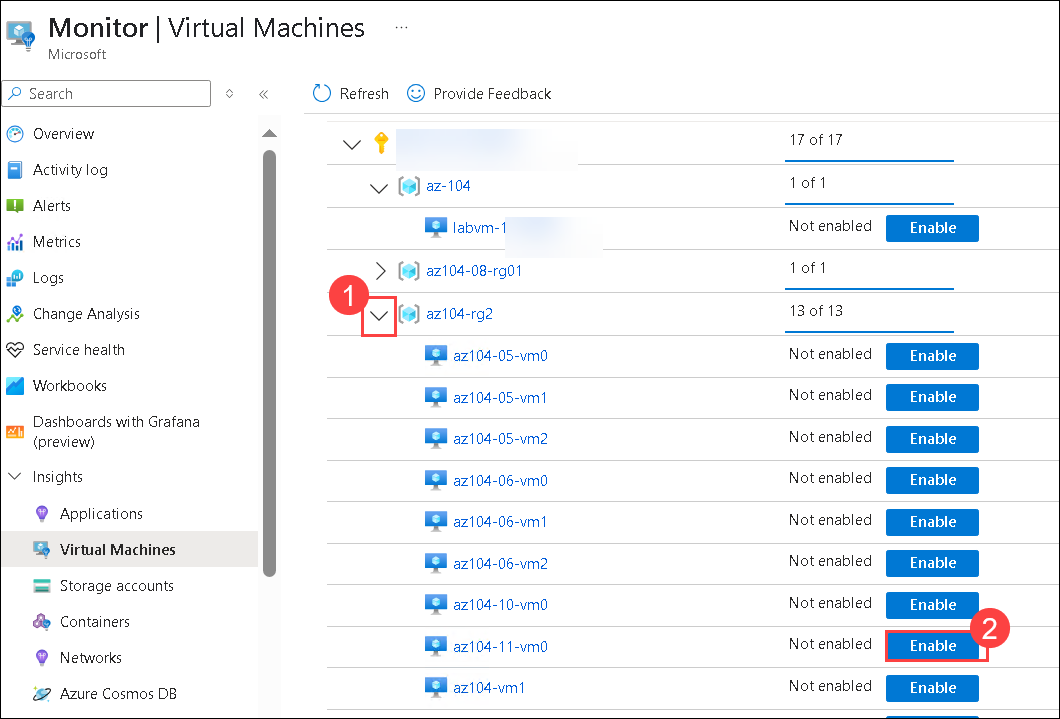 Monitor | Virtual Machines ...
Microsoft
Search
Refresh
Provide Feedback
Overview
Activity log
Alerts
Metrics
Logs
Change Analysis
Service health
Workbooks
Dashboards with Grafana
(preview)
Insights
Applications
Virtual Machines
Storage accounts
Containers
Networks
Azure Cosmos DB
17 of 17
az-104 1 of 1
labvm-1 Not enabled Enable
az104-08-rg01 1 of 1
1
az104-rg2 13 of 13
az104-05-vm0 Not enabled Enable
az104-05-vm1 Not enabled Enable
az104-05-vm2 Not enabled Enable
az104-06-vm0 Not enabled Enable
az104-06-vm1 Not enabled Enable
az104-06-vm2 Not enabled Enable
az104-10-vm0 Not enabled Enable
2
az104-11-vm0 Not enabled Enable
az104-vm1 Not enabled Enable